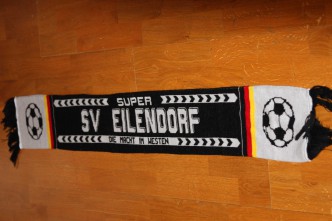 SUPER
SV EILENDORF
DIE MACHT IM WESTEN